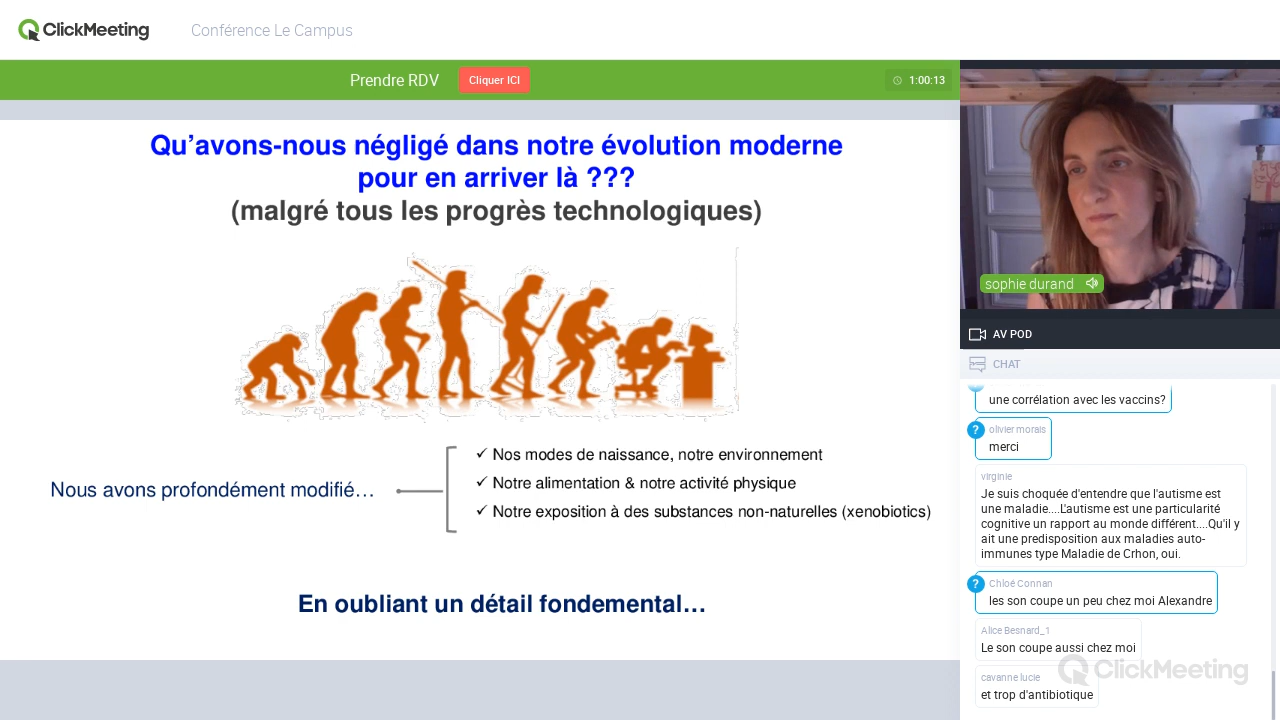 ClickMeeting
Conférence Le Campus
Prendre RDV
Cliquer ICI
1:00:13
Qu'avons-nous négligé dans notre évolution moderne
pour en arriver là ???
(malgré tous les progrès technologiques)
Nous avons profondément modifié…
✓ Nos modes de naissance, notre environnement
✓ Notre alimentation & notre activité physique
✓ Notre exposition à des substances non-naturelles (xenobiotics)
En oubliant un détail fondemental…
sophie durand
AV POD
CHAT
une corrélation avec les vaccins?
?
olivier morais
merci
virginie
Je suis choquée d'entendre que l'autisme est
une maladie....L'autisme est une particularité
cognitive un rapport au monde différent....Qu'il y
ait une predisposition aux maladies auto-
immunes type Maladie de Crhon, oui.
?
Chloé Connan
les son coupe un peu chez moi Alexandre
Alice Besnard_1
Le son coupe aussi chez moi
cavanne lucie
et trop d'antibiotique
ClickMeeting